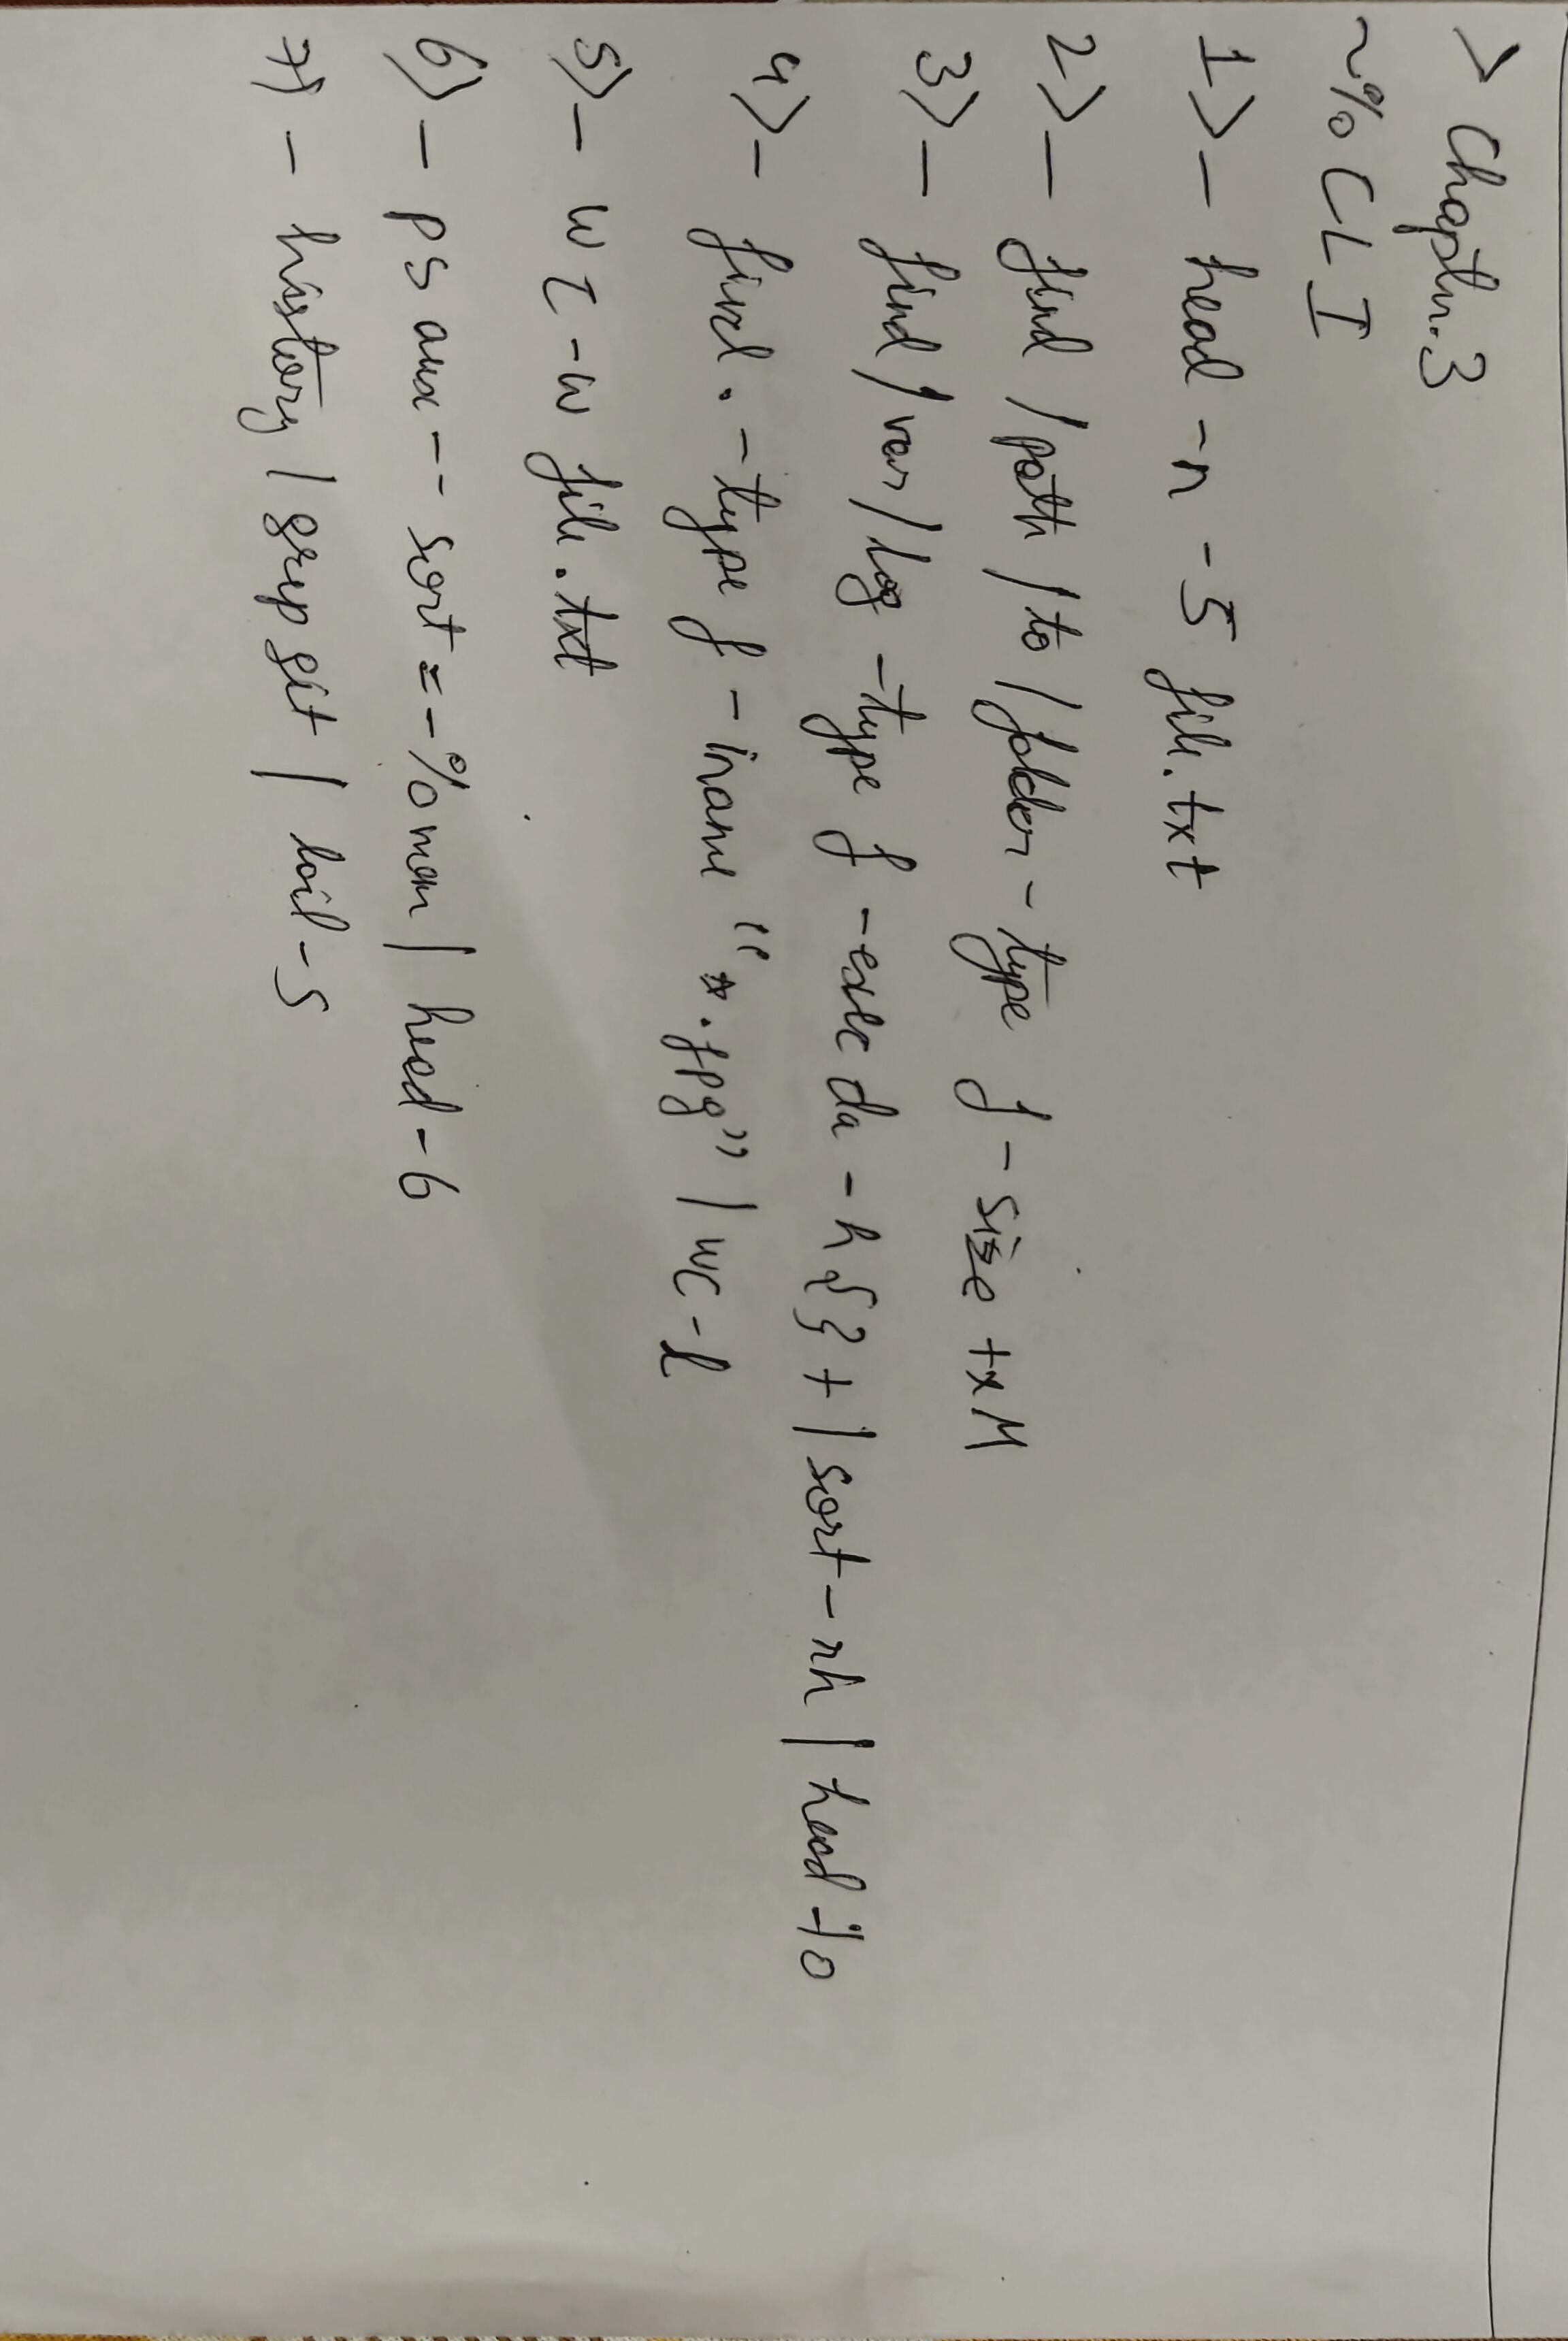 > Chapter.3
~% CLI
1>- head -n -5 file.txt
2>- find /path/to/folder -type f -size +xM
3>- find /var/log -type f -exec du -h {} + | sort -rh | head -10
4>- find . -type f -iname "*.jpg" | wc -l
5>- wc -w file.txt
6>- ps aux -- sort = -%mem | head -6
7>- history | grep git | tail -5